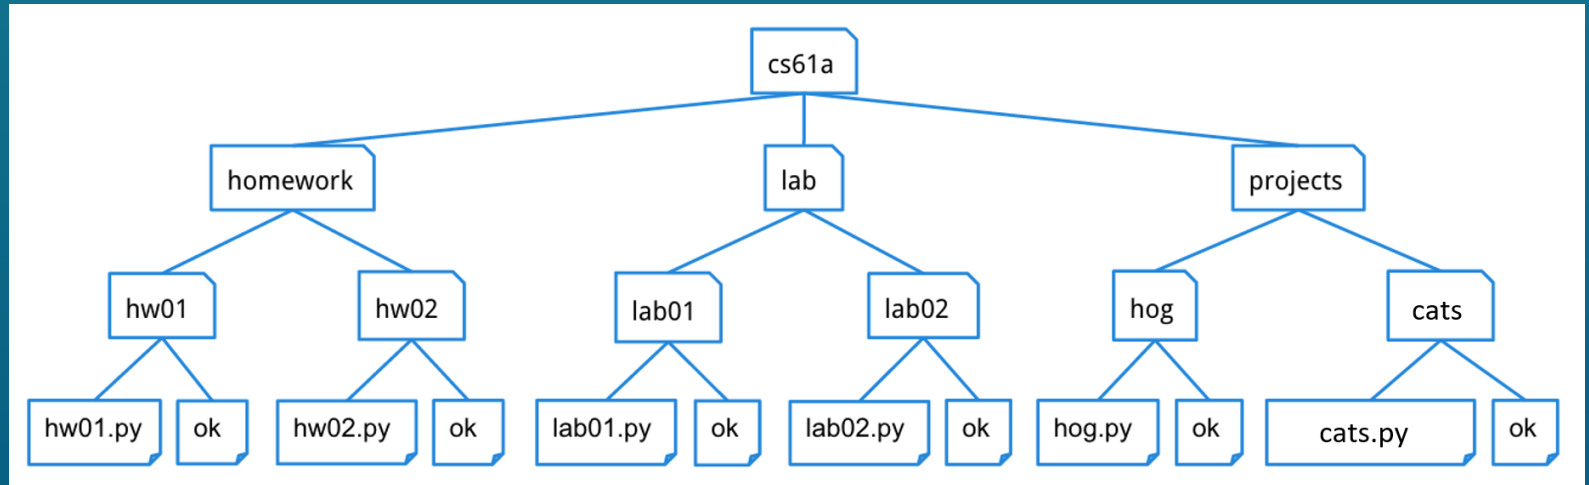 cs61a
homework
lab
projects
hw01
hw02
lab01
lab02
hog
cats
hw01.py
ok
hw02.py
ok
lab01.py
ok
lab02.py
ok
hog.py
ok
cats.py
ok